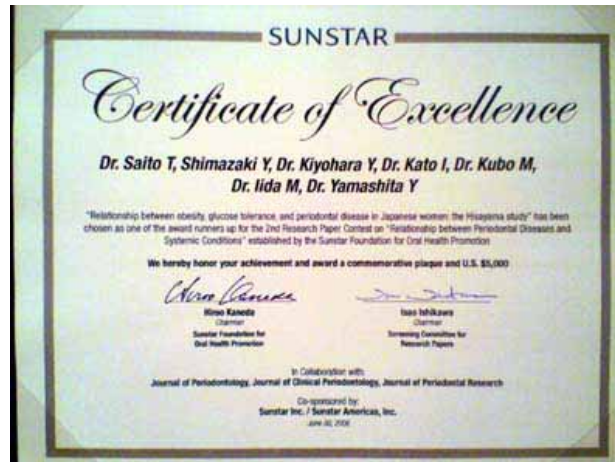 SUNSTAR
Certificate of Excellence
Dr. Saito T, Shimazaki Y, Dr. Kiyohara Y, Dr. Kato I, Dr. Kubo M,
Dr. Iida M, Dr. Yamashita Y
"Relationship between obesity, glucose tolerance, and periodontal disease in Japanese women: the Hisayama study" has been
chosen as one of the award runners up for the 2nd Research Paper Contest on "Relationship between Periodontal Diseases and
Systemic Conditions" established by the Sunstar Foundation for Oral Health Promotion
We hereby honor your achievement and award a commemorative plaque and U.S. $5,000
Hiroo Kaneda
Isao Ishikawa
Chairman
Chairman
Sunstar Foundation for
Screening Committee for
Oral Health Promotion
Research Papers
In Collaboration with:
Journal of Periodontology, Journal of Clinical Periodontology, Journal of Periodontal Research
Co-sponsored by:
Sunstar Inc. / Sunstar Americas, Inc.
June 30,